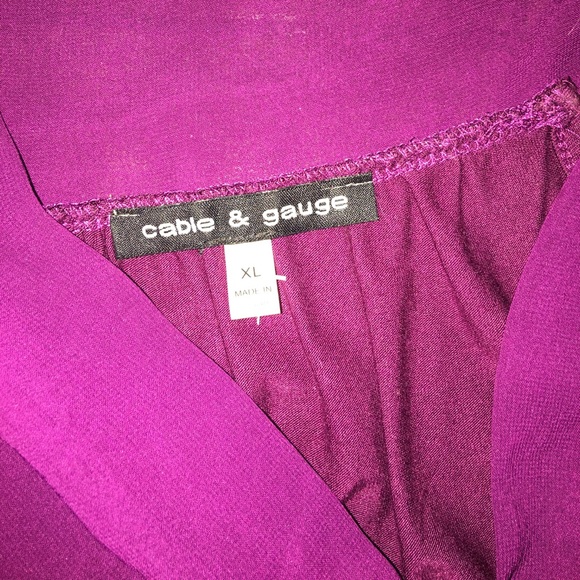 cable & gauge
XL
MADE IN